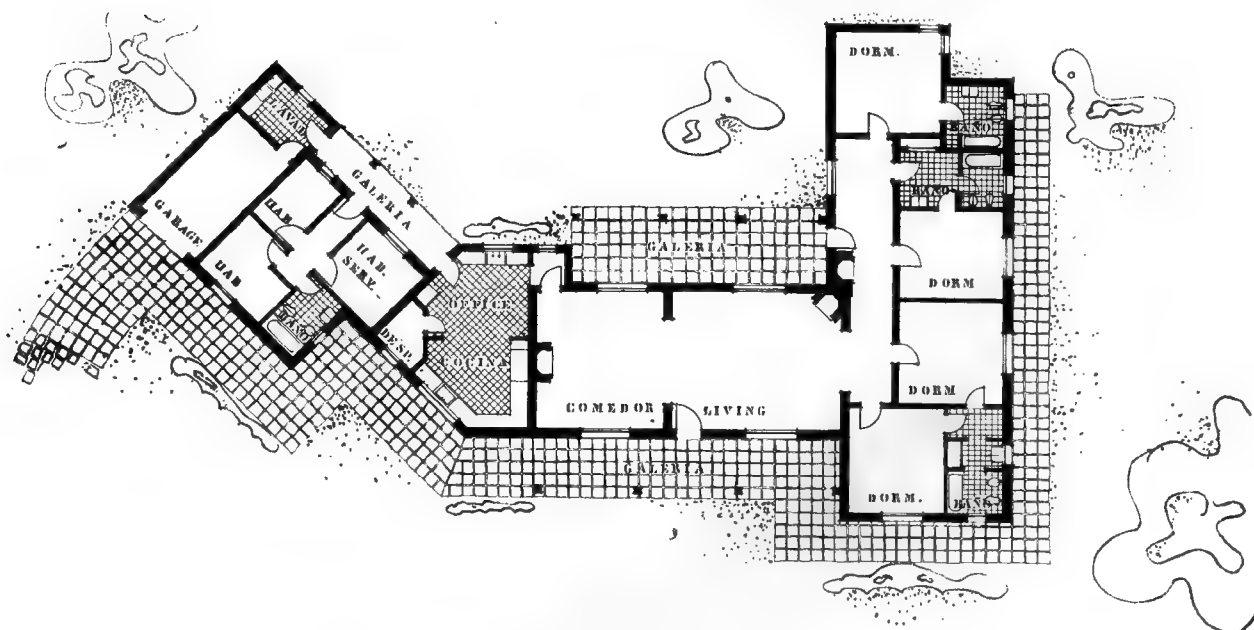 DORM.
BAÑO
BAÑO
DORM
DORM
DORM.
BAÑO
GALERIA
COMEDOR
LIVING
GALERIA
OFFICE
COCINA
DESP.
HAB.
SERV.
GALERIA
LAVAD.
GARAGE
HAB.
HAB
BAÑO